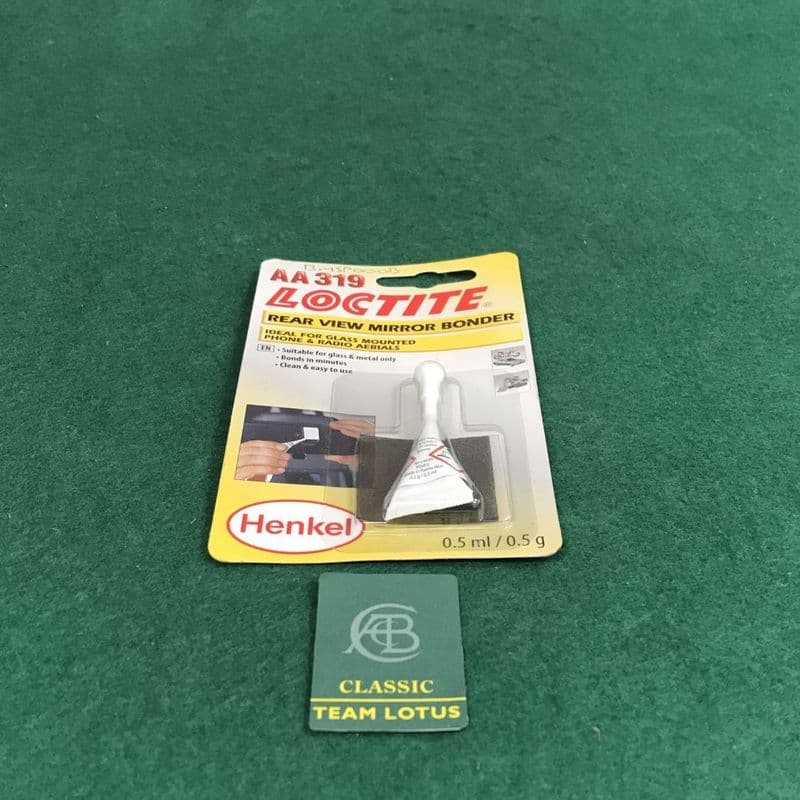 AA 319
LOCTITE®
REAR VIEW MIRROR BONDER
IDEAL FOR GLASS MOUNTED
PHONE & RADIO AERIALS
EN - Suitable for glass & metal only
- Bonds in minutes
- Clean & easy to use
Henkel
0.5 ml / 0.5 g
CLASSIC
TEAM LOTUS